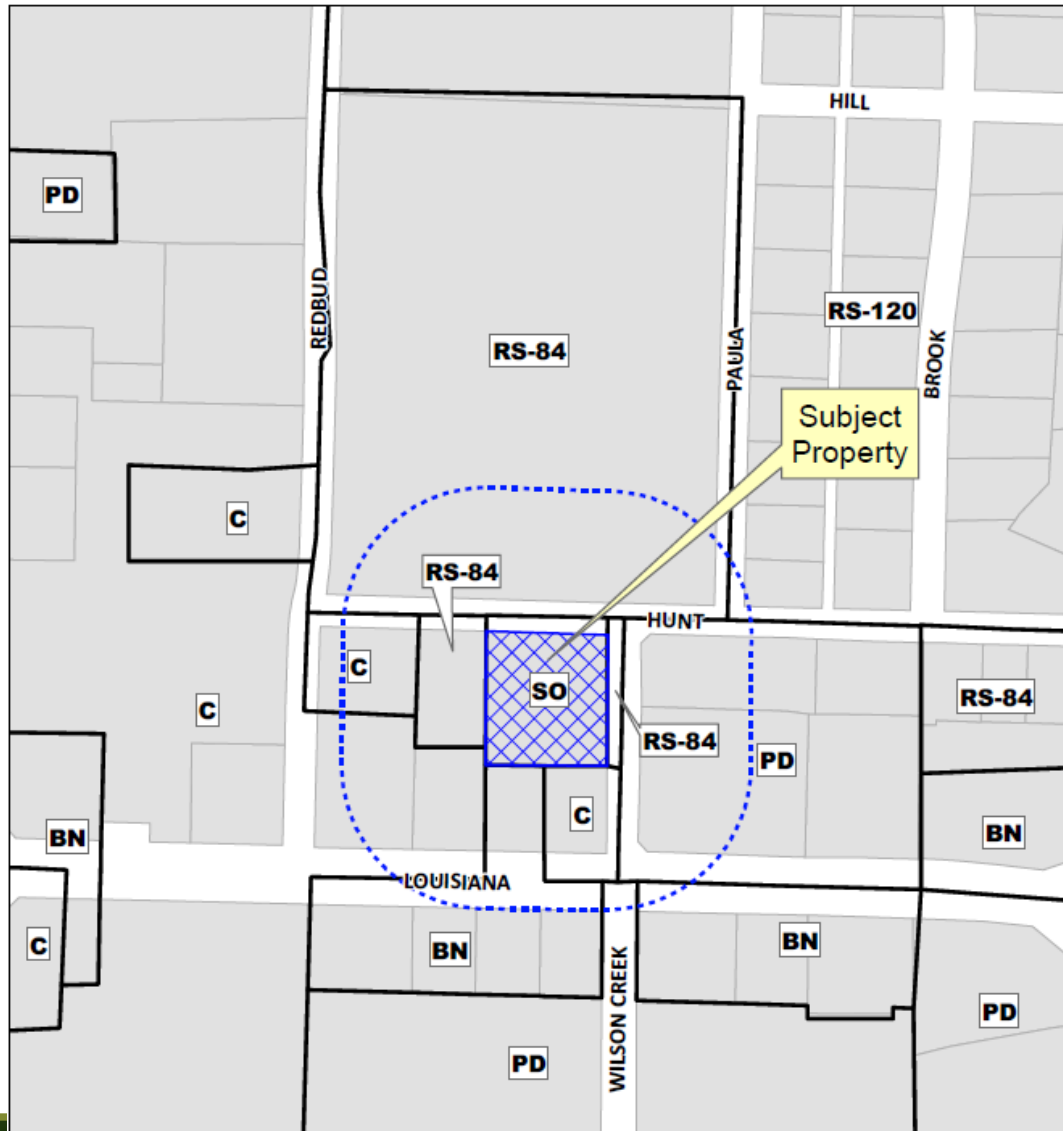 HILL
PD
REDBUD
RS-120
RS-84
PAULA
BROOK
Subject
Property
C
RS-84
HUNT
C
SO
RS-84
C
RS-84
PD
C
BN
BN
LOUISIANA
C
BN
BN
WILSON CREEK
PD
PD